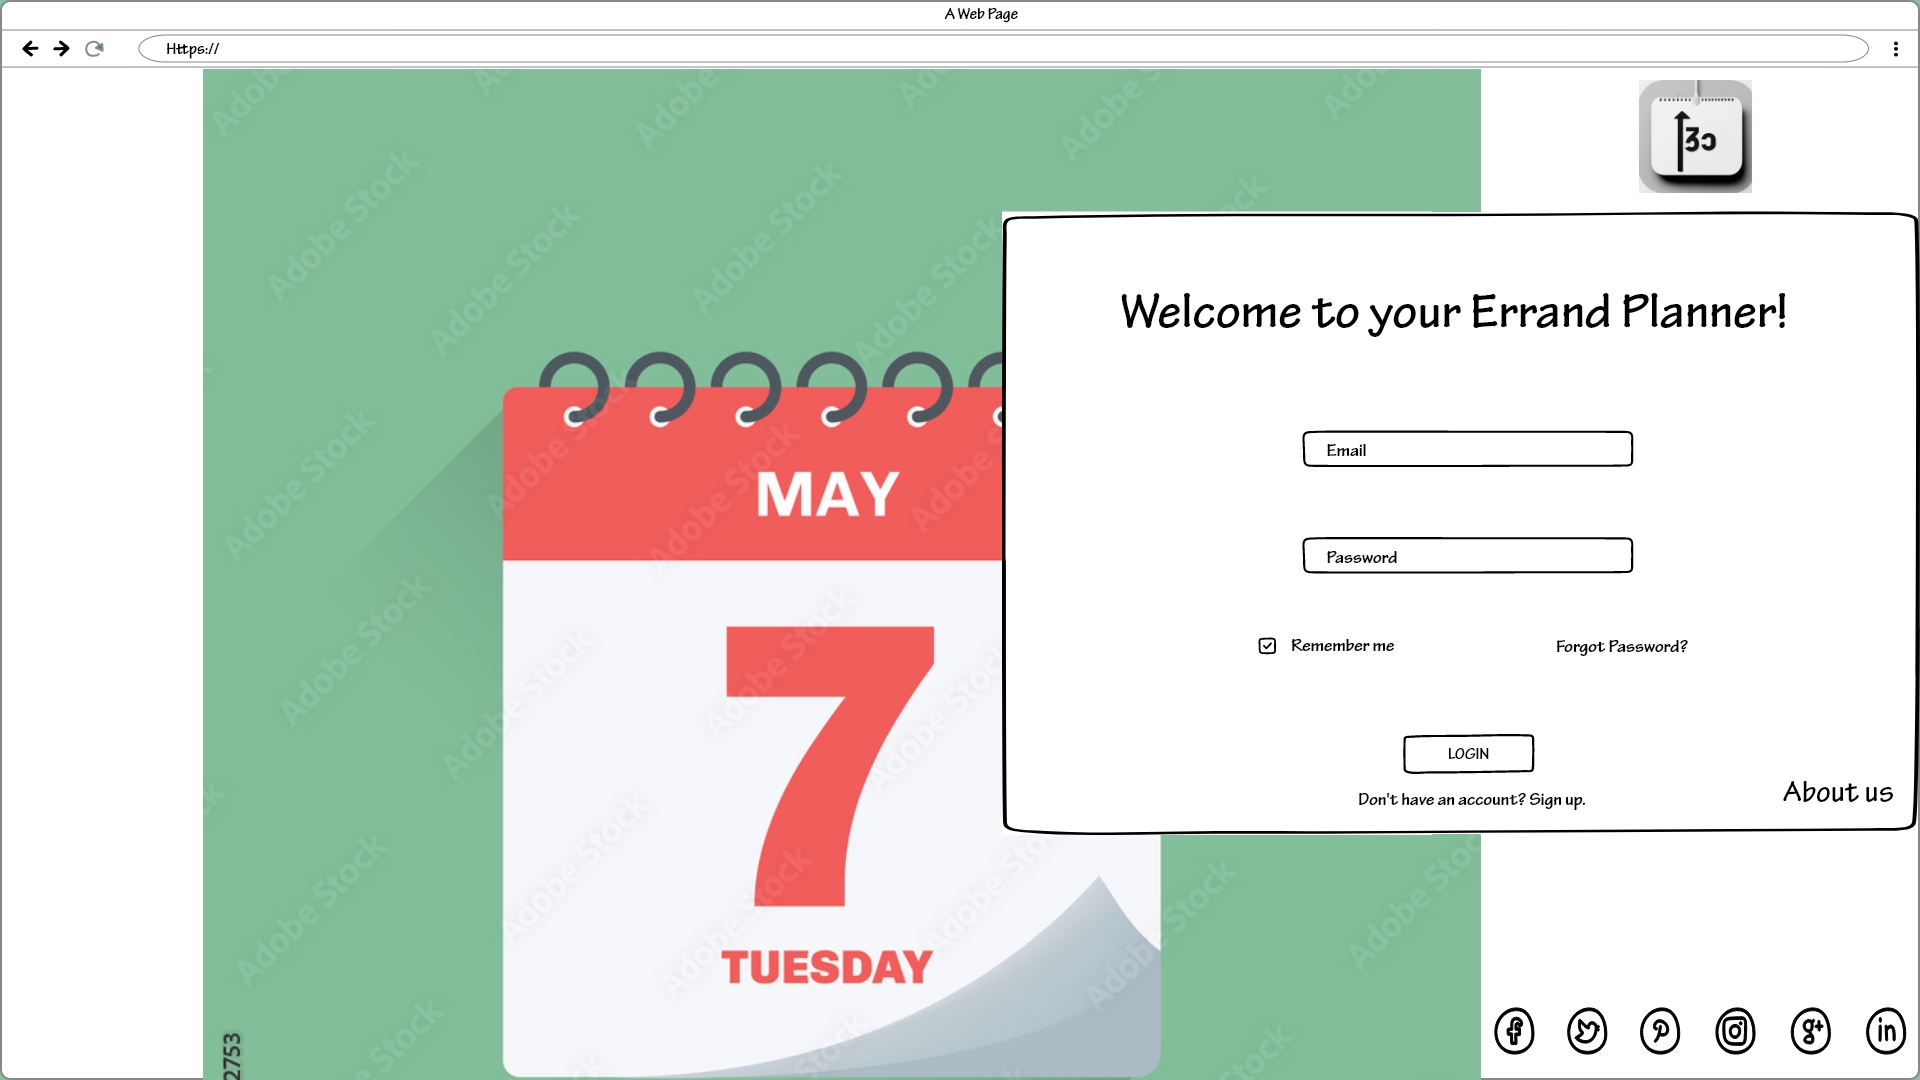 A Web Page
Https://
Adobe Stock
Welcome to your Errand Planner!
Email
MAY
Password
7
Remember me
Forgot Password?
LOGIN
Don't have an account? Sign up.
About us
TUESDAY
2753